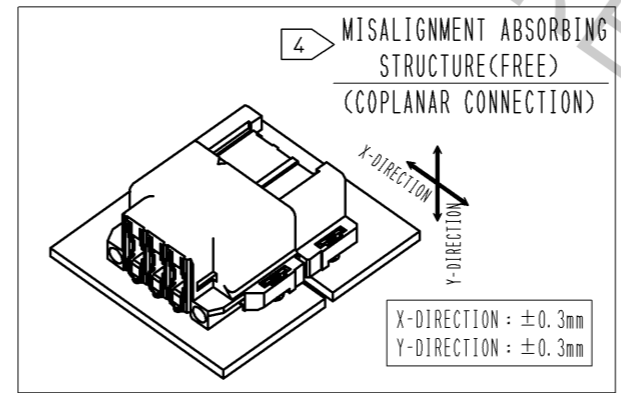 4
MISALIGNMENT ABSORBING
STRUCTURE(FREE)
(COPLANAR CONNECTION)
X-DIRECTION
Y-DIRECTION
X-DIRECTION : ±0.3mm
Y-DIRECTION : ±0.3mm